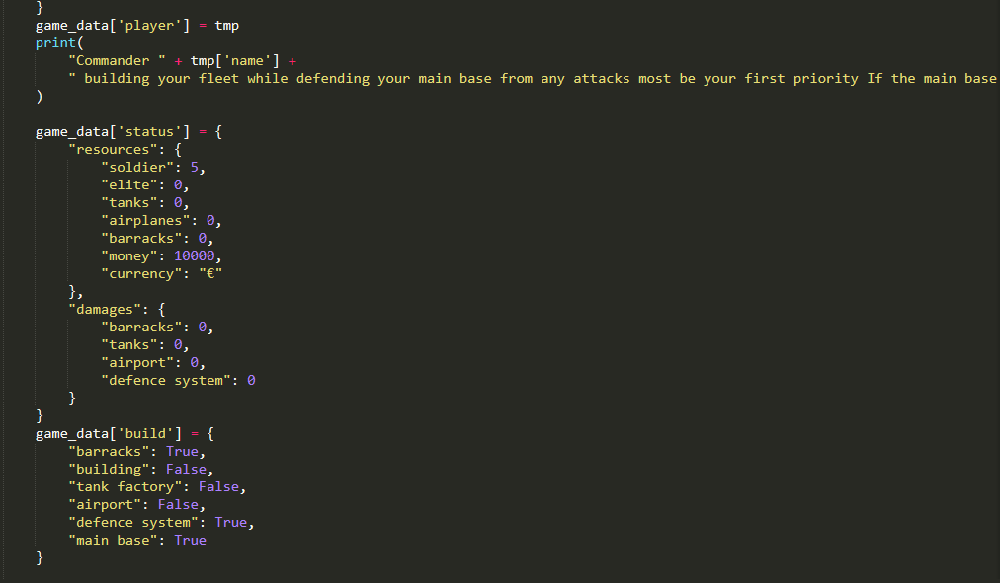 }
game_data['player'] = tmp
print(
"Commander " + tmp['name'] +
" building your fleet while defending your main base from any attacks most be your first priority If the main base
)
game_data['status'] = {
"resources": {
"soldier": 5,
"elite": 0,
"tanks": 0,
"airplanes": 0,
"barracks": 0,
"money": 10000,
"currency": "€"
},
"damages": {
"barracks": 0,
"tanks": 0,
"airport": 0,
"defence system": 0
}
}
game_data['build'] = {
"barracks": True,
"building": False,
"tank factory": False,
"airport": False,
"defence system": True,
"main base": True
}